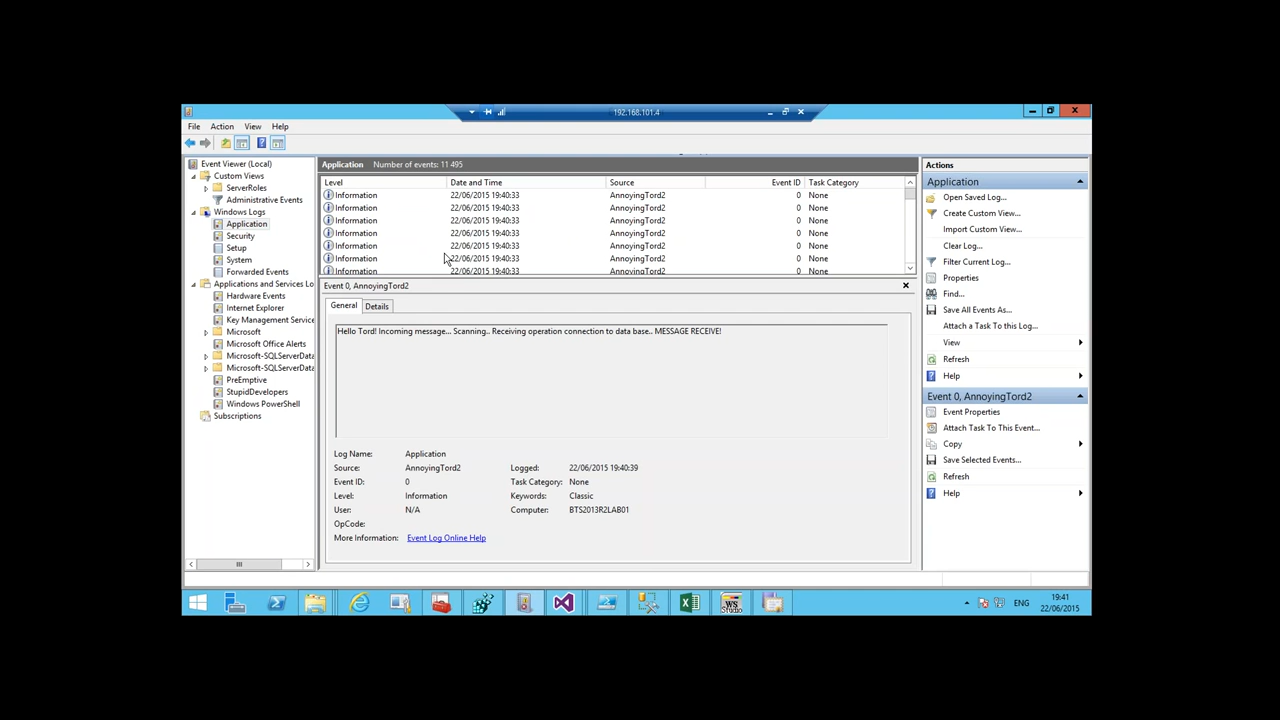 192.168.101.4
File Action View Help
Event Viewer (Local)
Custom Views
ServerRoles
Administrative Events
Windows Logs
Application
Security
Setup
System
Forwarded Events
Applications and Services Lo
Hardware Events
Internet Explorer
Key Management Service
Microsoft
Microsoft Office Alerts
Microsoft-SQLServerData
Microsoft-SQLServerData
PreEmptive
StupidDevelopers
Windows PowerShell
Subscriptions
Application Number of events: 11 495
Level Date and Time Source Event ID Task Category
Information 22/06/2015 19:40:33 AnnoyingTord2 0 None
Information 22/06/2015 19:40:33 AnnoyingTord2 0 None
Information 22/06/2015 19:40:33 AnnoyingTord2 0 None
Information 22/06/2015 19:40:33 AnnoyingTord2 0 None
Information 22/06/2015 19:40:33 AnnoyingTord2 0 None
Information 22/06/2015 19:40:33 AnnoyingTord2 0 None
Information 22/06/2015 19:40:33 AnnoyingTord2 0 None
Event 0, AnnoyingTord2
General Details
Hello Tord! Incoming message... Scanning.. Receiving operation connection to data base.. MESSAGE RECEIVE!
Log Name: Application
Source: AnnoyingTord2 Logged: 22/06/2015 19:40:39
Event ID: 0 Task Category: None
Level: Information Keywords: Classic
User: N/A Computer: BTS2013R2LAB01
OpCode:
More Information: Event Log Online Help
Actions
Application
Open Saved Log...
Create Custom View...
Import Custom View...
Clear Log...
Filter Current Log...
Properties
Find...
Save All Events As...
Attach a Task To this Log...
View
Refresh
Help
Event 0, AnnoyingTord2
Event Properties
Attach Task To This Event...
Copy
Save Selected Events...
Refresh
Help
WS
Studio
ENG
19:41
22/06/2015